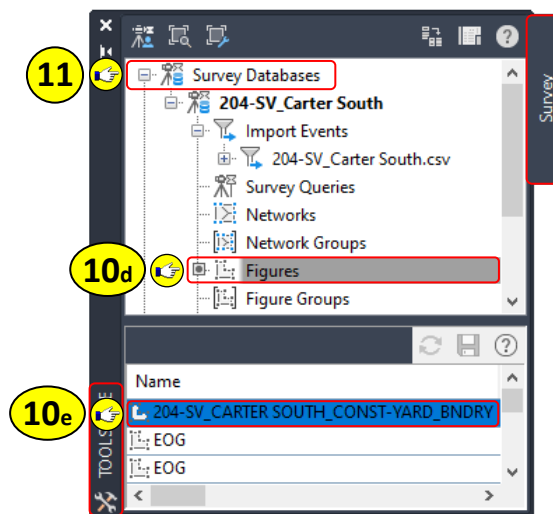 11
Survey Databases
204-SV_Carter South
Import Events
204-SV_Carter South.csv
Survey Queries
Networks
Network Groups
10d
Figures
Figure Groups
Survey
Name
10e
204-SV_CARTER SOUTH_CONST-YARD_BNDRY
EOG
EOG